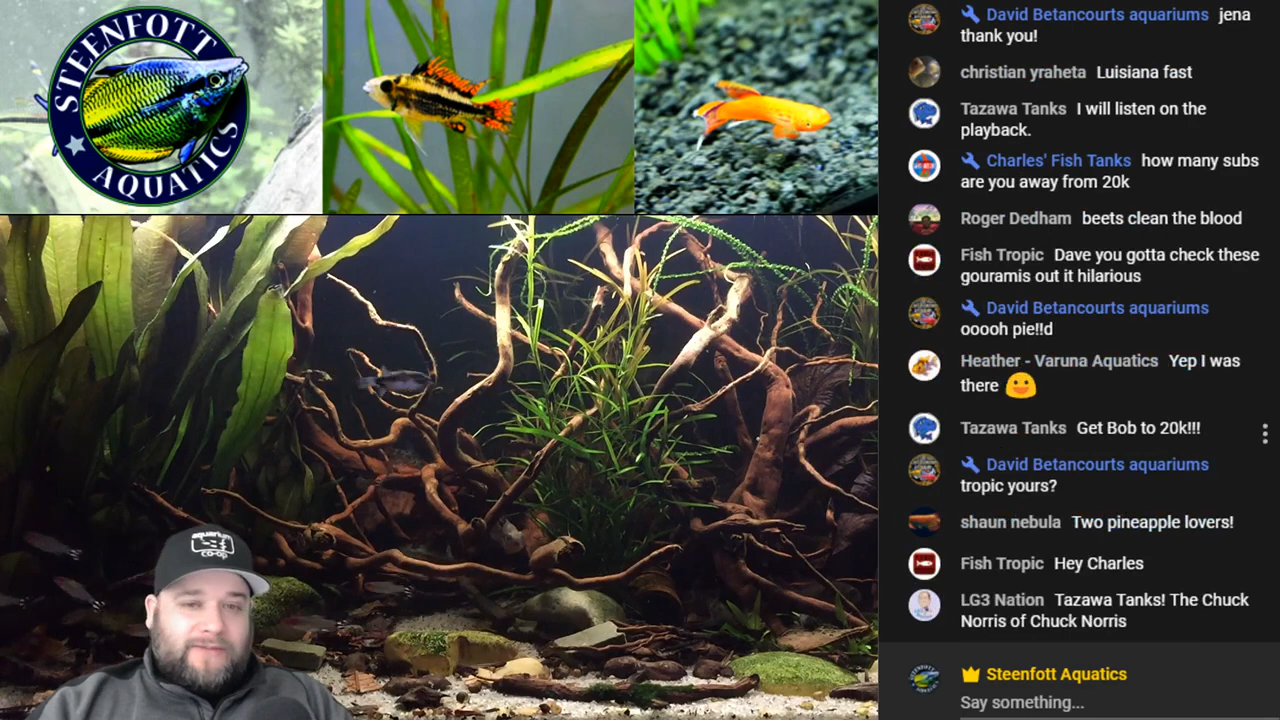 STEENFOTT
AQUATICS
aquarium
co-op
David Betancourts aquariums jena
thank you!
christian yraheta Luisiana fast
Tazawa Tanks I will listen on the
playback.
Charles' Fish Tanks how many subs
are you away from 20k
Roger Dedham beets clean the blood
Fish Tropic Dave you gotta check these
gouramis out it hilarious
David Betancourts aquariums
ooooh pie!!d
Heather - Varuna Aquatics Yep I was
there
Tazawa Tanks Get Bob to 20k!!!
David Betancourts aquariums
tropic yours?
shaun nebula Two pineapple lovers!
Fish Tropic Hey Charles
LG3 Nation Tazawa Tanks! The Chuck
Norris of Chuck Norris
Steenfott Aquatics
Say something...